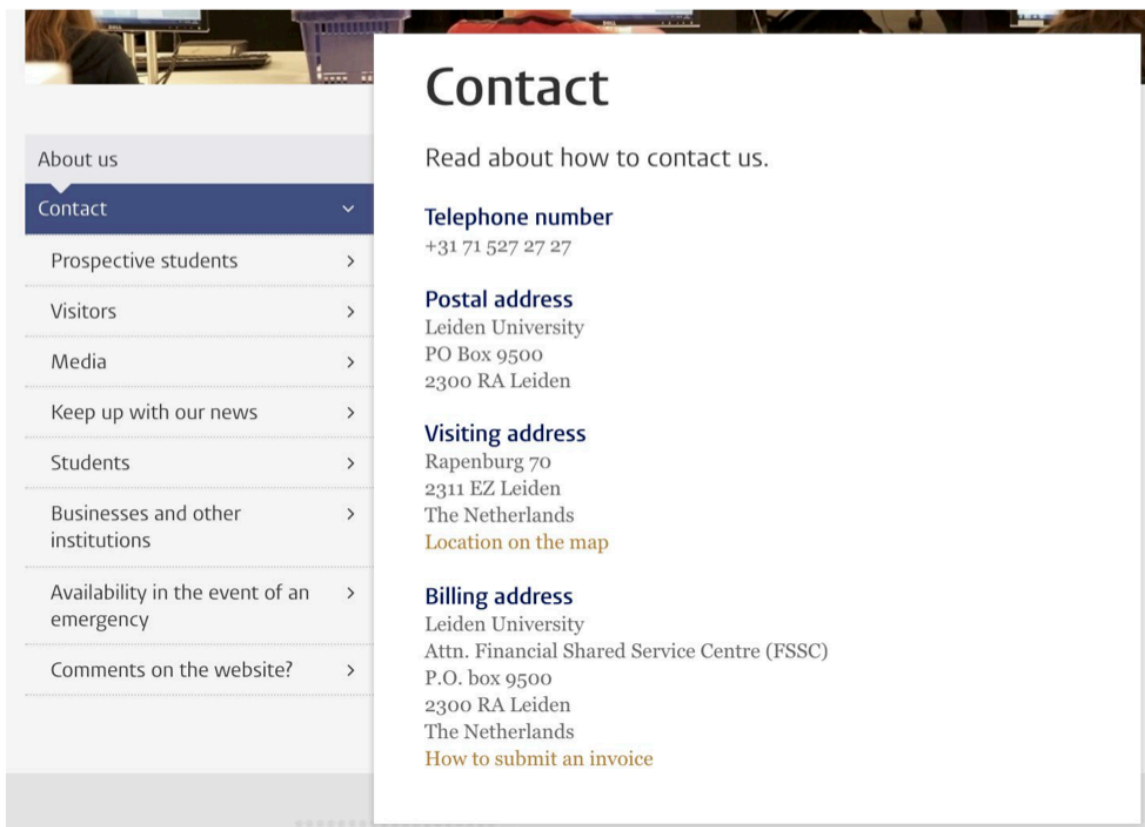 DELL
DELL
Contact
Read about how to contact us.
Telephone number
+31 71 527 27 27
Postal address
Leiden University
PO Box 9500
2300 RA Leiden
Visiting address
Rapenburg 70
2311 EZ Leiden
The Netherlands
Location on the map
Billing address
Leiden University
Attn. Financial Shared Service Centre (FSSC)
P.O. box 9500
2300 RA Leiden
The Netherlands
How to submit an invoice
About us
Contact
Prospective students
Visitors
Media
Keep up with our news
Students
Businesses and other
institutions
Availability in the event of an
emergency
Comments on the website?